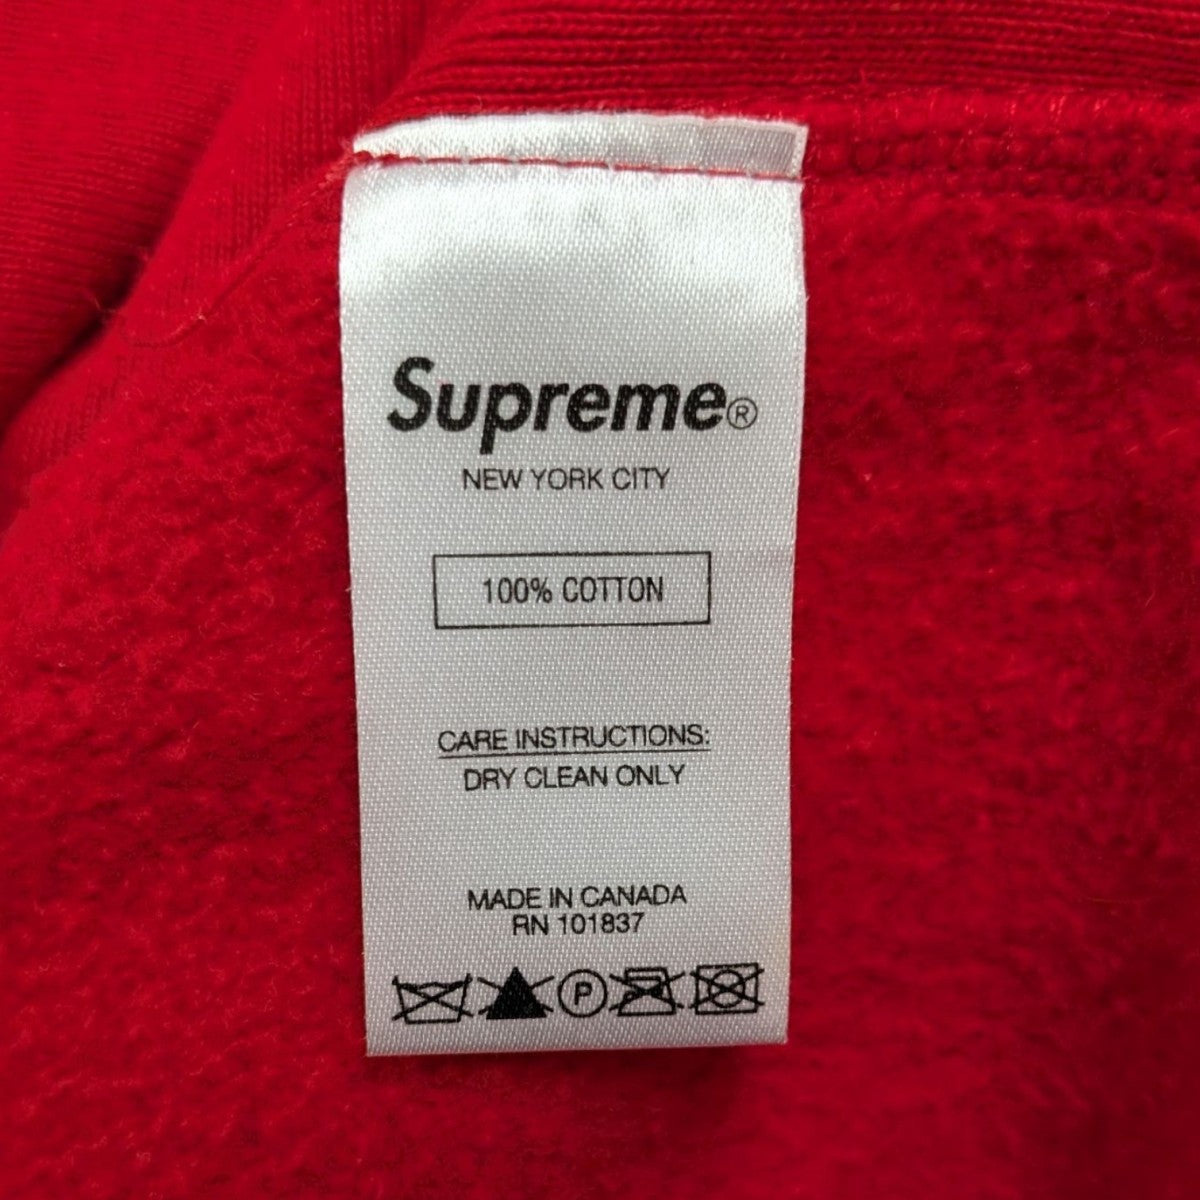 Supreme®
NEW YORK CITY
100% COTTON
CARE INSTRUCTIONS:
DRY CLEAN ONLY
MADE IN CANADA
RN 101837
P